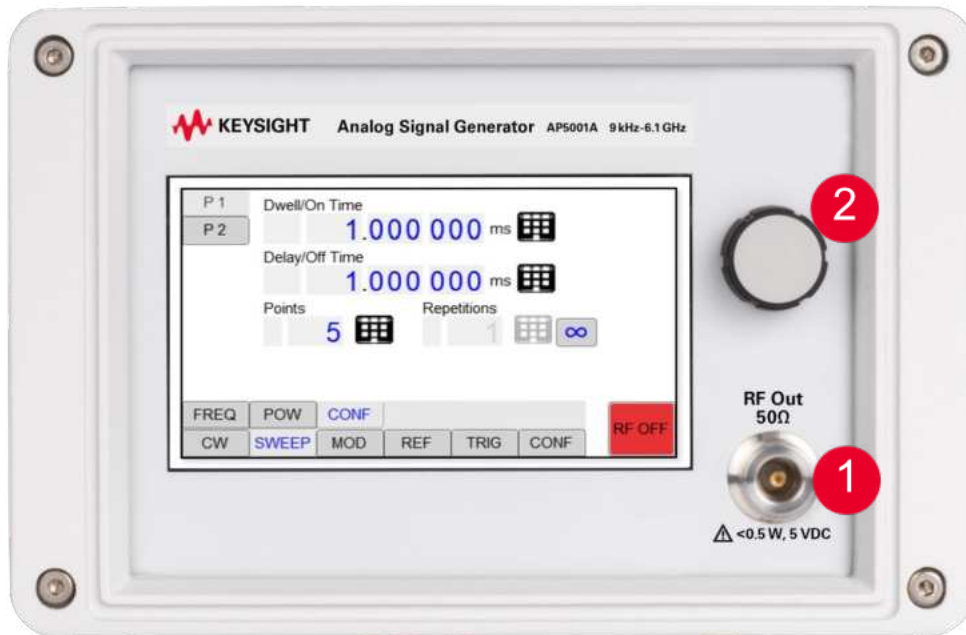 KEYSIGHT Analog Signal Generator AP5001A 9 kHz-6.1 GHz
P 1
Dwell/On Time
P 2
1.000 000 ms
Delay/Off Time
1.000 000 ms
Points Repetitions
5 1 ∞
FREQ POW CONF
RF OFF
CW SWEEP MOD REF TRIG CONF
2
RF Out
50Ω
1
⚠ <0.5 W, 5 VDC